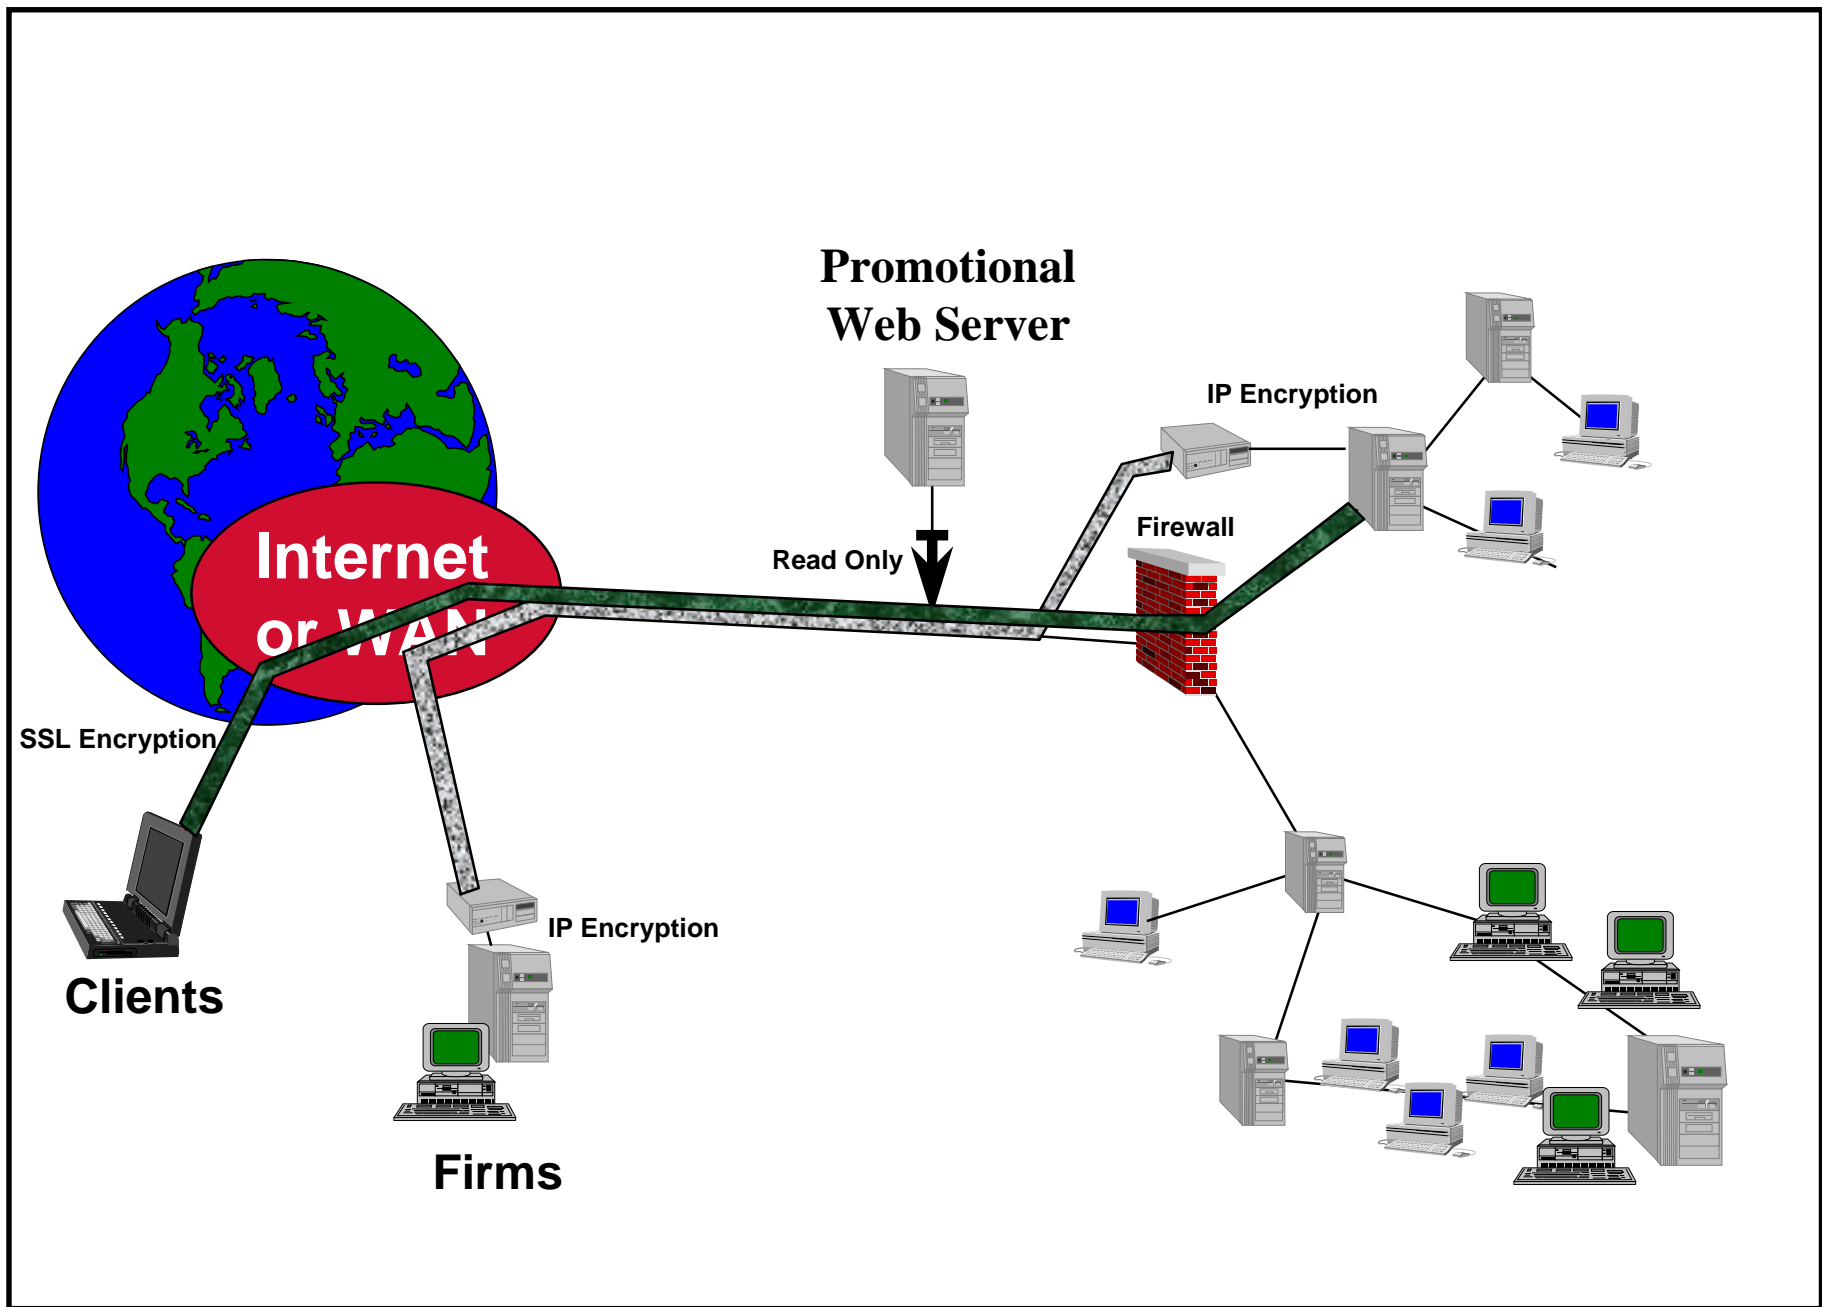 Promotional
Web Server
IP Encryption
Firewall
Read Only
Internet
or WAN
SSL Encryption
IP Encryption
Clients
Firms